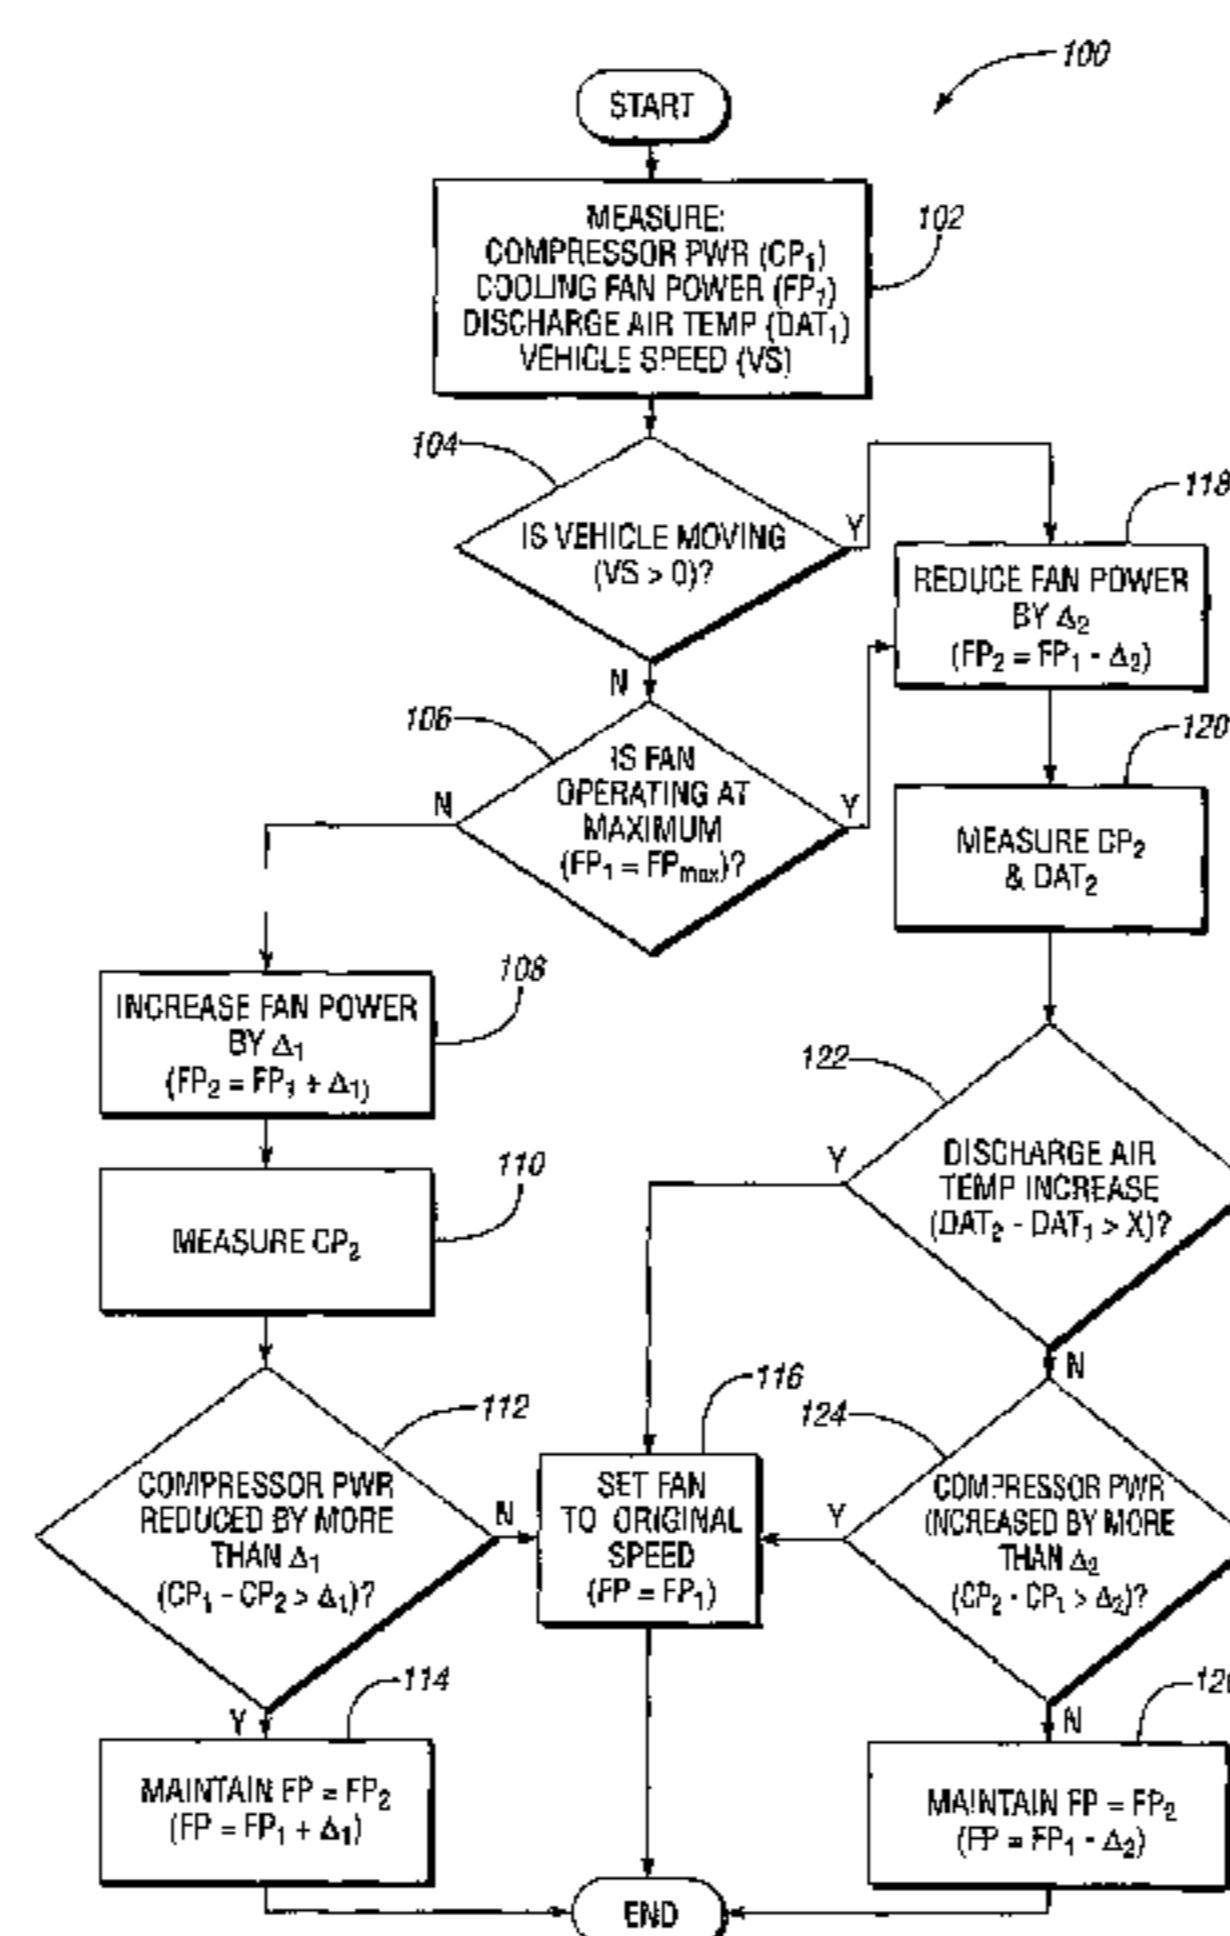 100
START
MEASURE:
COMPRESSOR PWR (CP1)
COOLING FAN POWER (FP1)
DISCHARGE AIR TEMP (DAT1)
VEHICLE SPEED (VS)
102
104
IS VEHICLE MOVING
(VS > 0)?
Y
N
118
REDUCE FAN POWER
BY Δ2
(FP2 = FP1 - Δ2)
106
IS FAN
OPERATING AT
MAXIMUM
(FP1 = FPmax)?
N
Y
120
MEASURE CP2
& DAT2
108
INCREASE FAN POWER
BY Δ1
(FP2 = FP1 + Δ1)
110
MEASURE CP2
122
DISCHARGE AIR
TEMP INCREASE
(DAT2 - DAT1 > X)?
Y
N
112
COMPRESSOR PWR
REDUCED BY MORE
THAN Δ1
(CP1 - CP2 > Δ1)?
N
Y
116
SET FAN
TO ORIGINAL
SPEED
(FP = FP1)
124
COMPRESSOR PWR
INCREASED BY MORE
THAN Δ2
(CP2 - CP1 > Δ2)?
Y
N
114
MAINTAIN FP = FP2
(FP = FP1 + Δ1)
MAINTAIN FP = FP2
(FP = FP1 - Δ2)
END